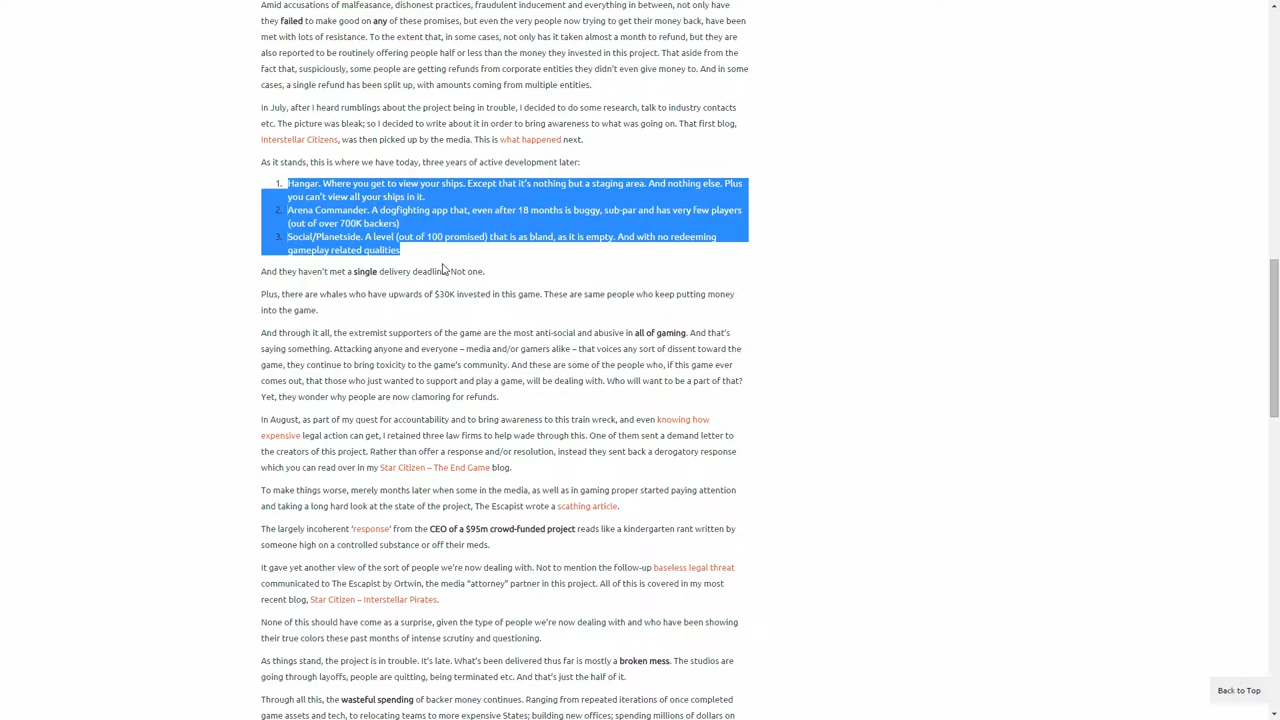 Amid accusations of malfeasance, dishonest practices, fraudulent inducement and everything in between, not only have
they failed to make good on any of these promises, but even the very people now trying to get their money back, have been
met with lots of resistance. To the extent that, in some cases, not only has it taken almost a month to refund, but they are
also reported to be routinely offering people half or less than the money they invested in this project. That aside from the
fact that, suspiciously, some people are getting refunds from corporate entities they didn't even give money to. And in some
cases, a single refund has been split up, with amounts coming from multiple entities.
In July, after I heard rumblings about the project being in trouble, I decided to do some research, talk to industry contacts
etc. The picture was bleak; so I decided to write about it in order to bring awareness to what was going on. That first blog,
Interstellar Citizens, was then picked up by the media. This is what happened next.
As it stands, this is where we have today, three years of active development later:
1. Hangar. Where you get to view your ships. Except that it's nothing but a staging area. And nothing else. Plus
you can't view all your ships in it.
2. Arena Commander. A dogfighting app that, even after 18 months is buggy, sub-par and has very few players
(out of over 700K backers)
3. Social/Planetside. A level (out of 100 promised) that is as bland, as it is empty. And with no redeeming
gameplay related qualities
And they haven't met a single delivery deadline. Not one.
Plus, there are whales who have upwards of $30K invested in this game. These are same people who keep putting money
into the game.
And through it all, the extremist supporters of the game are the most anti-social and abusive in all of gaming. And that's
saying something. Attacking anyone and everyone – media and/or gamers alike – that voices any sort of dissent toward the
game, they continue to bring toxicity to the game's community. And these are some of the people who, if this game ever
comes out, that those who just wanted to support and play a game, will be dealing with. Who will want to be a part of that?
Yet, they wonder why people are now clamoring for refunds.
In August, as part of my quest for accountability and to bring awareness to this train wreck, and even knowing how
expensive legal action can get, I retained three law firms to help wade through this. One of them sent a demand letter to
the creators of this project. Rather than offer a response and/or resolution, instead they sent back a derogatory response
which you can read over in my Star Citizen – The End Game blog.
To make things worse, merely months later when some in the media, as well as in gaming proper started paying attention
and taking a long hard look at the state of the project, The Escapist wrote a scathing article.
The largely incoherent 'response' from the CEO of a $95m crowd-funded project reads like a kindergarten rant written by
someone high on a controlled substance or off their meds.
It gave yet another view of the sort of people we're now dealing with. Not to mention the follow-up baseless legal threat
communicated to The Escapist by Ortwin, the media "attorney" partner in this project. All of this is covered in my most
recent blog, Star Citizen – Interstellar Pirates.
None of this should have come as a surprise, given the type of people we're now dealing with and who have been showing
their true colors these past months of intense scrutiny and questioning.
As things stand, the project is in trouble. It's late. What's been delivered thus far is mostly a broken mess. The studios are
going through layoffs, people are quitting, being terminated etc. And that's just the half of it.
Back to Top
Through all this, the wasteful spending of backer money continues. Ranging from repeated iterations of once completed
game assets and tech, to relocating teams to more expensive States; building new offices; spending millions of dollars on